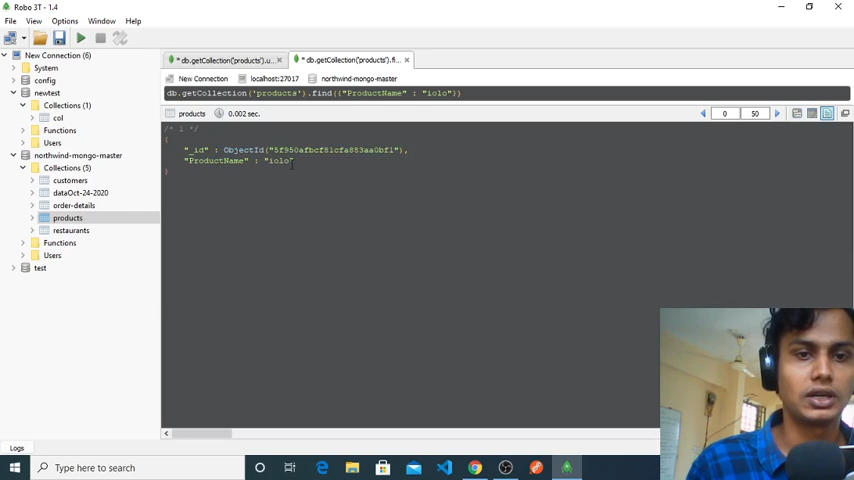 Robo 3T - 1.4
File View Options Window Help
New Connection (6)
System
config
newtest
Collections (1)
col
Functions
Users
northwind-mongo-master
Collections (5)
customers
dataOct-24-2020
order-details
products
restaurants
Functions
Users
test
* db.getCollection('products').u...
* db.getCollection('products').fi...
New Connection localhost:27017 northwind-mongo-master
db.getCollection('products').find({"ProductName" : "iolo"})
products 0.002 sec. 0 50
/* 1 */
{
"_id" : ObjectId("5f950afbcf81cfa883aa0bf1"),
"ProductName" : "iolo"
}
Logs
Type here to search